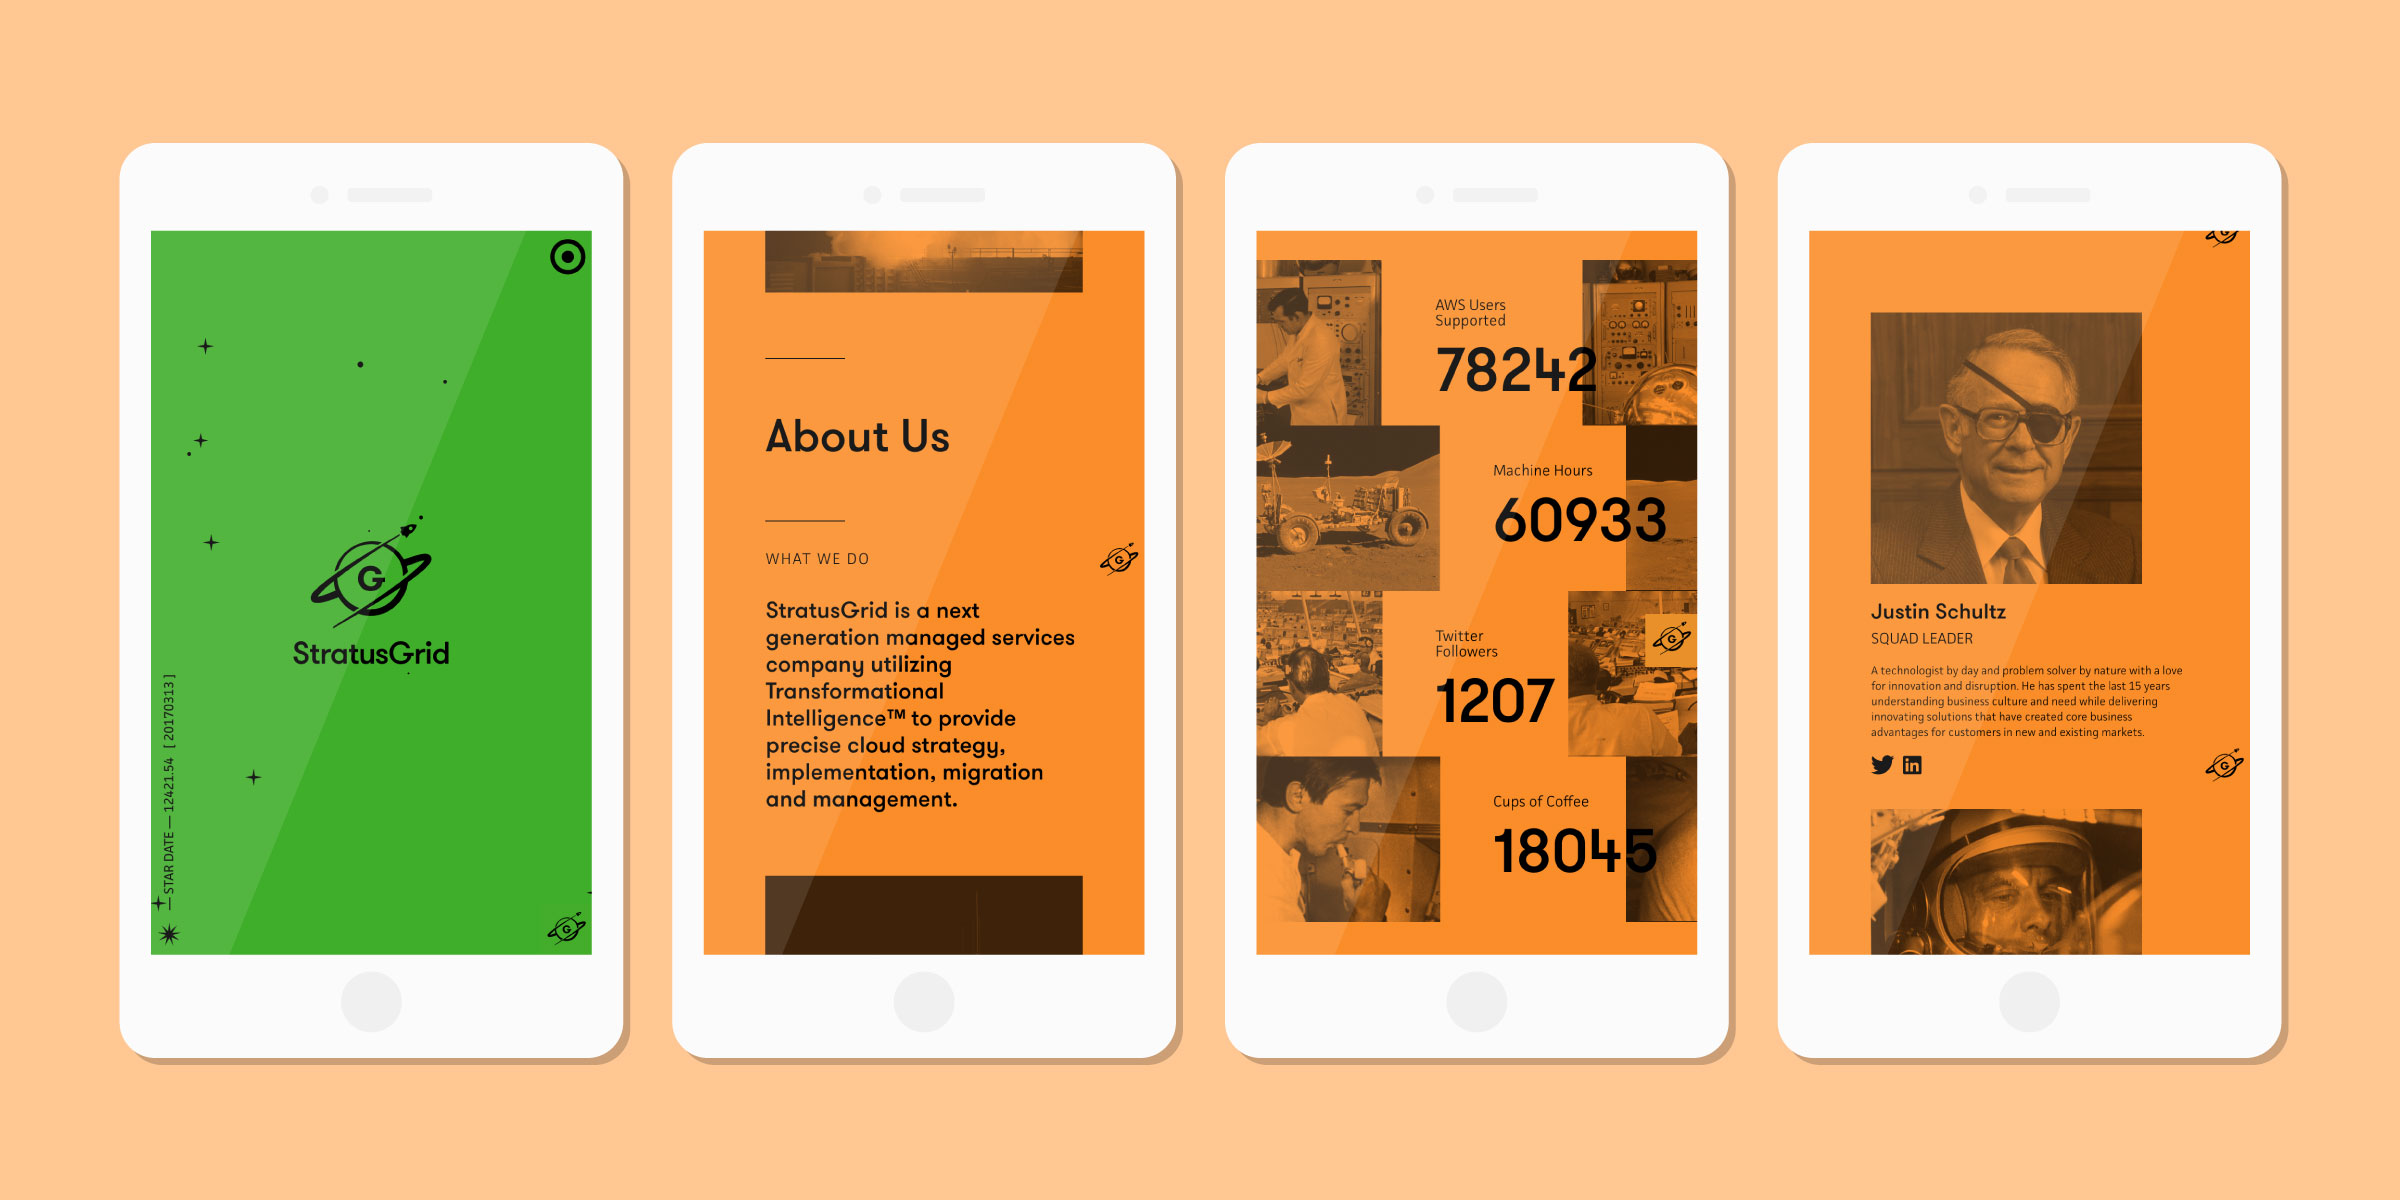 G
StratusGrid
— STAR DATE — 12421.54 [ 20170313 ]
G
About Us
WHAT WE DO
G
StratusGrid is a next
generation managed services
company utilizing
Transformational
Intelligence™ to provide
precise cloud strategy,
implementation, migration
and management.
AWS Users
Supported
78242
Machine Hours
60933
Twitter
Followers
G
1207
Cups of Coffee
18045
G
Justin Schultz
SQUAD LEADER
A technologist by day and problem solver by nature with a love
for innovation and disruption. He has spent the last 15 years
understanding business culture and need while delivering
innovating solutions that have created core business
advantages for customers in new and existing markets.
in
G